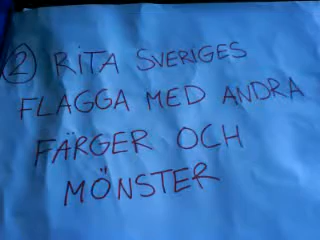 2 RITA SVERIGES
FLAGGA MED ANDRA
FÄRGER OCH
MÖNSTER